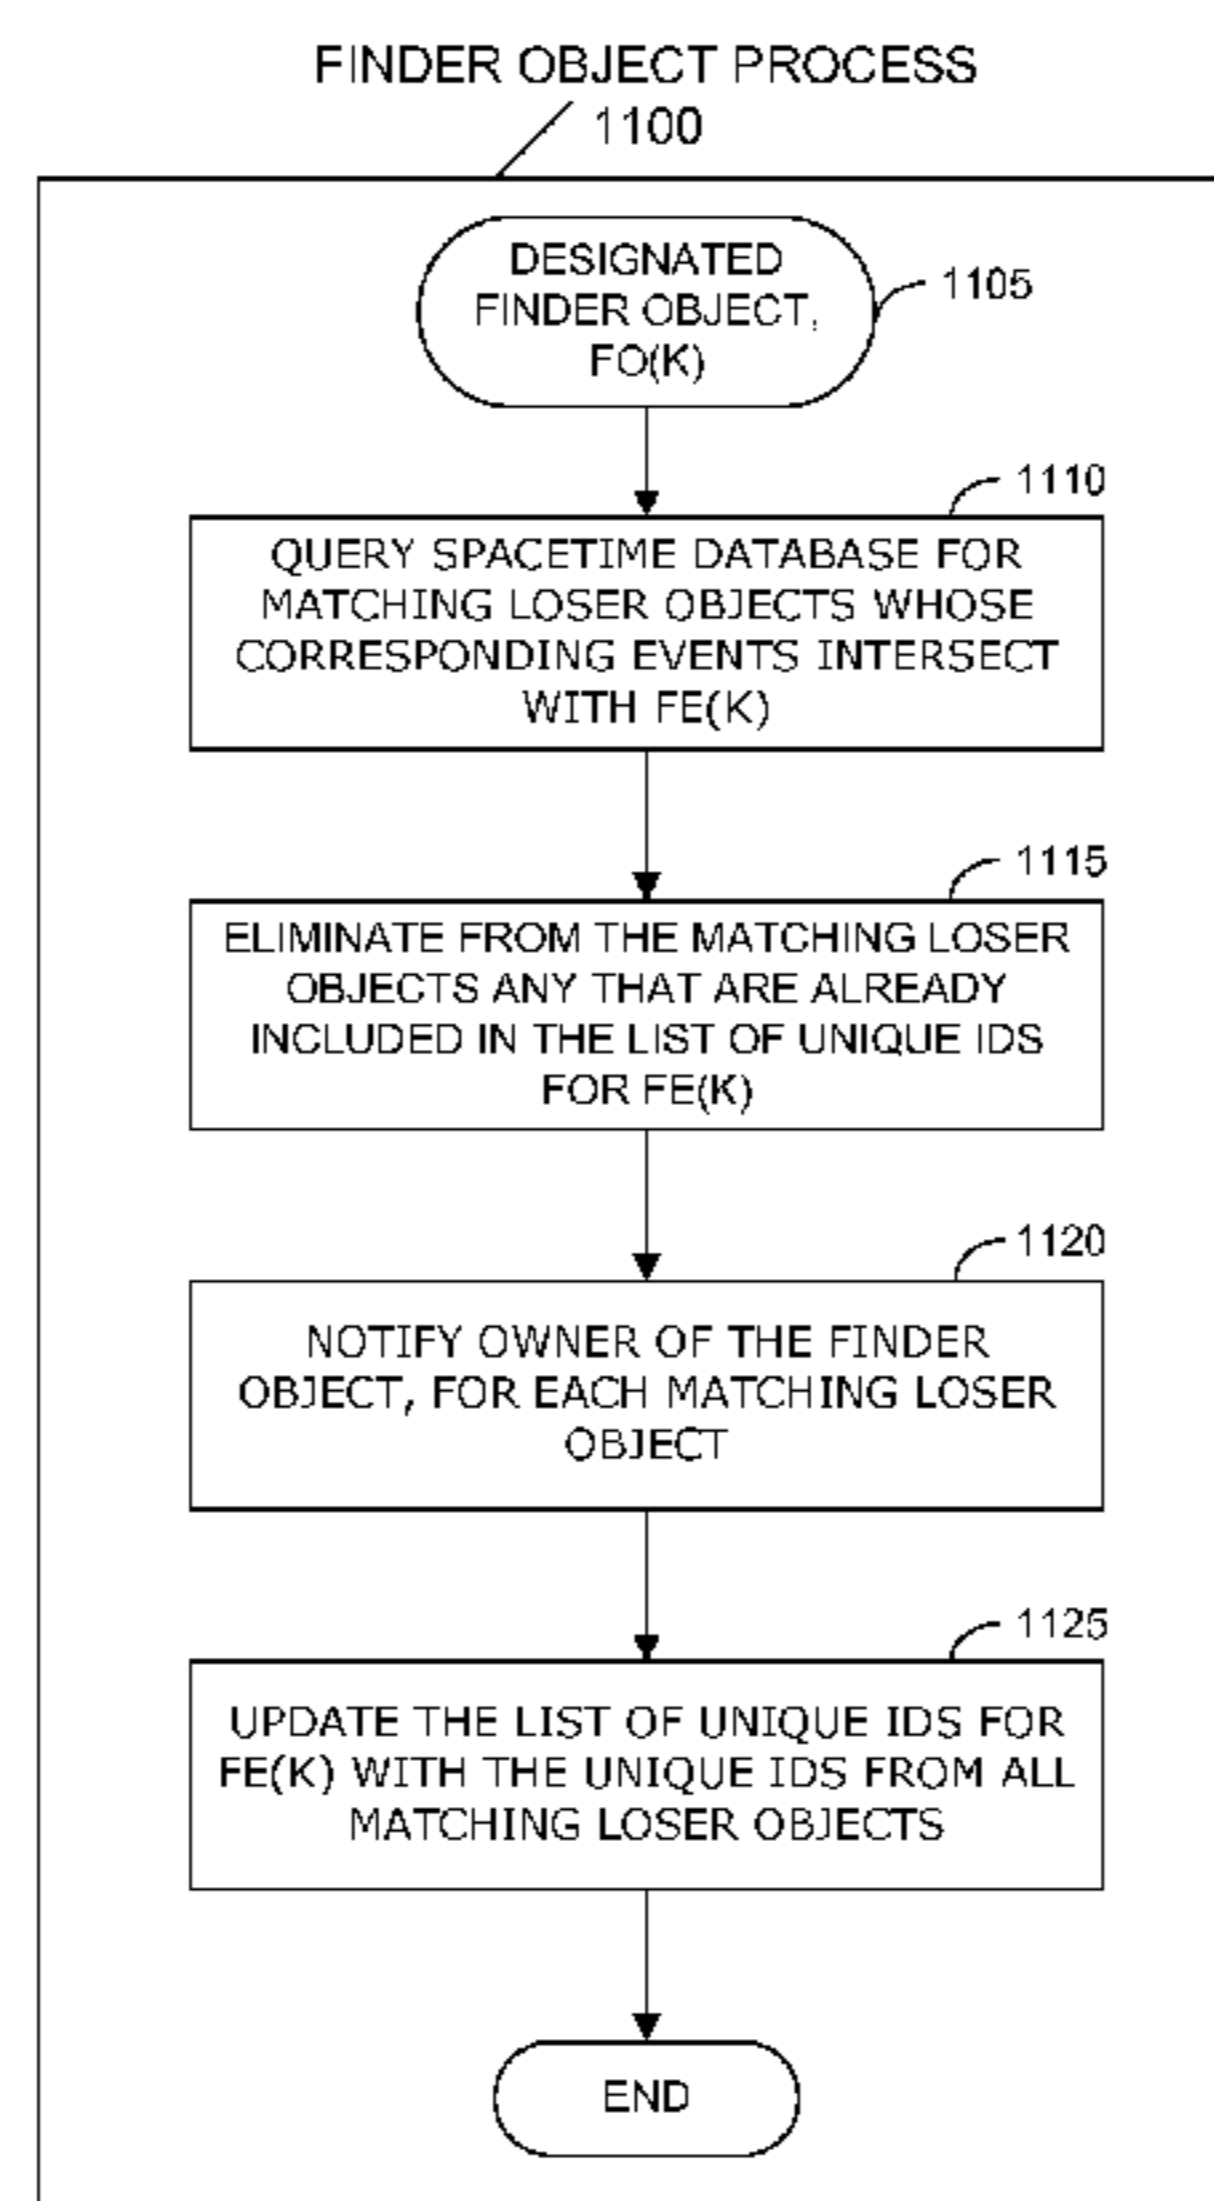 FINDER OBJECT PROCESS
1100
DESIGNATED
FINDER OBJECT,
FO(K)
1105
1110
QUERY SPACETIME DATABASE FOR
MATCHING LOSER OBJECTS WHOSE
CORRESPONDING EVENTS INTERSECT
WITH FE(K)
1115
ELIMINATE FROM THE MATCHING LOSER
OBJECTS ANY THAT ARE ALREADY
INCLUDED IN THE LIST OF UNIQUE IDS
FOR FE(K)
1120
NOTIFY OWNER OF THE FINDER
OBJECT, FOR EACH MATCHING LOSER
OBJECT
1125
UPDATE THE LIST OF UNIQUE IDS FOR
FE(K) WITH THE UNIQUE IDS FROM ALL
MATCHING LOSER OBJECTS
END